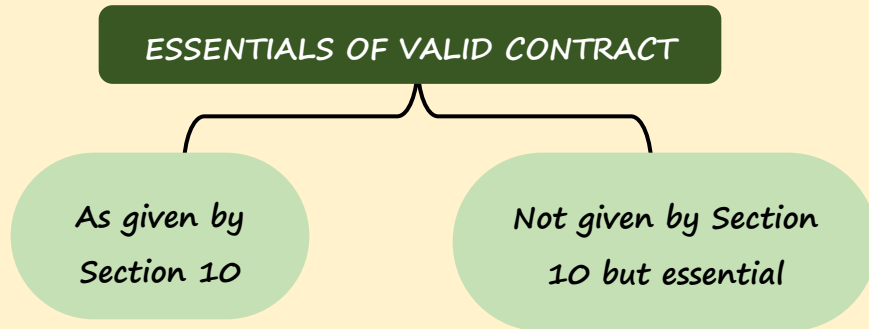 ESSENTIALS OF VALID CONTRACT
As given by
Section 10
Not given by Section
10 but essential